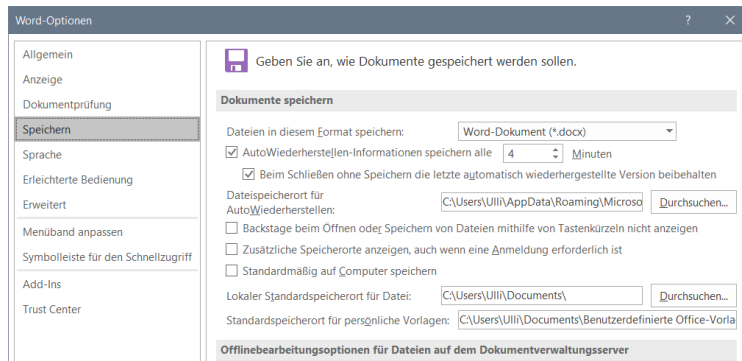 Word-Optionen
?
Allgemein
Anzeige
Dokumentprüfung
Speichern
Sprache
Erleichterte Bedienung
Erweitert
Menüband anpassen
Symbolleiste für den Schnellzugriff
Add-Ins
Trust Center
Geben Sie an, wie Dokumente gespeichert werden sollen.
Dokumente speichern
Dateien in diesem Format speichern: Word-Dokument (*.docx)
AutoWiederherstellen-Informationen speichern alle 4 Minuten
Beim Schließen ohne Speichern die letzte automatisch wiederhergestellte Version beibehalten
Dateispeicherort für
AutoWiederherstellen: C:\Users\Ulli\AppData\Roaming\Microso Durchsuchen...
Backstage beim Öffnen oder Speichern von Dateien mithilfe von Tastenkürzeln nicht anzeigen
Zusätzliche Speicherorte anzeigen, auch wenn eine Anmeldung erforderlich ist
Standardmäßig auf Computer speichern
Lokaler Standardspeicherort für Datei: C:\Users\Ulli\Documents\ Durchsuchen...
Standardspeicherort für persönliche Vorlagen: C:\Users\Ulli\Documents\Benutzerdefinierte Office-Vorla
Offlinebearbeitungsoptionen für Dateien auf dem Dokumentverwaltungsserver